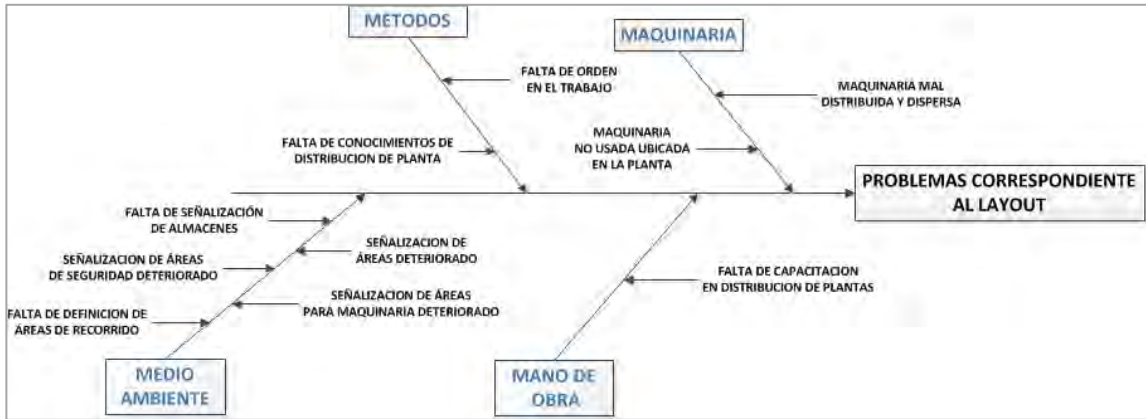 MÉTODOS
MAQUINARIA
FALTA DE ORDEN
EN EL TRABAJO
MAQUINARIA MAL
DISTRIBUIDA Y DISPERSA
FALTA DE CONOCIMIENTOS DE
DISTRIBUCION DE PLANTA
MAQUINARIA
NO USADA UBICADA
EN LA PLANTA
PROBLEMAS CORRESPONDIENTE
AL LAYOUT
FALTA DE SEÑALIZACIÓN
DE ALMACENES
SEÑALIZACION DE
ÁREAS DETERIORADO
SEÑALIZACION DE ÁREAS
DE SEGURIDAD DETERIORADO
FALTA DE CAPACITACION
EN DISTRIBUCION DE PLANTAS
SEÑALIZACION DE ÁREAS
PARA MAQUINARIA DETERIORADO
FALTA DE DEFINICION DE
ÁREAS DE RECORRIDO
MEDIO
AMBIENTE
MANO DE
OBRA